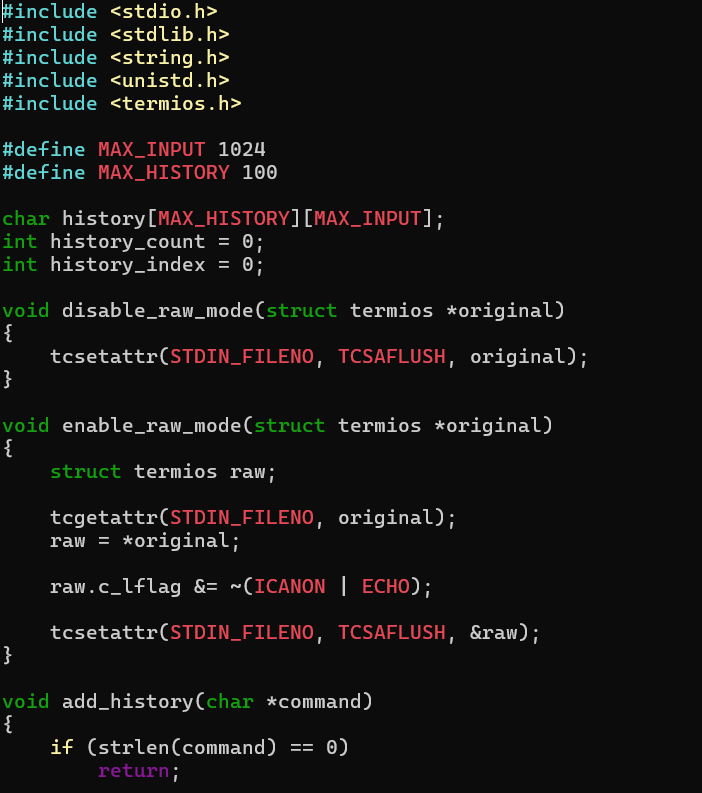 #include <stdio.h>
#include <stdlib.h>
#include <string.h>
#include <unistd.h>
#include <termios.h>

#define MAX_INPUT 1024
#define MAX_HISTORY 100

char history[MAX_HISTORY][MAX_INPUT];
int history_count = 0;
int history_index = 0;

void disable_raw_mode(struct termios *original)
{
    tcsetattr(STDIN_FILENO, TCSAFLUSH, original);
}

void enable_raw_mode(struct termios *original)
{
    struct termios raw;

    tcgetattr(STDIN_FILENO, original);
    raw = *original;

    raw.c_lflag &= ~(ICANON | ECHO);

    tcsetattr(STDIN_FILENO, TCSAFLUSH, &raw);
}

void add_history(char *command)
{
    if (strlen(command) == 0)
        return;